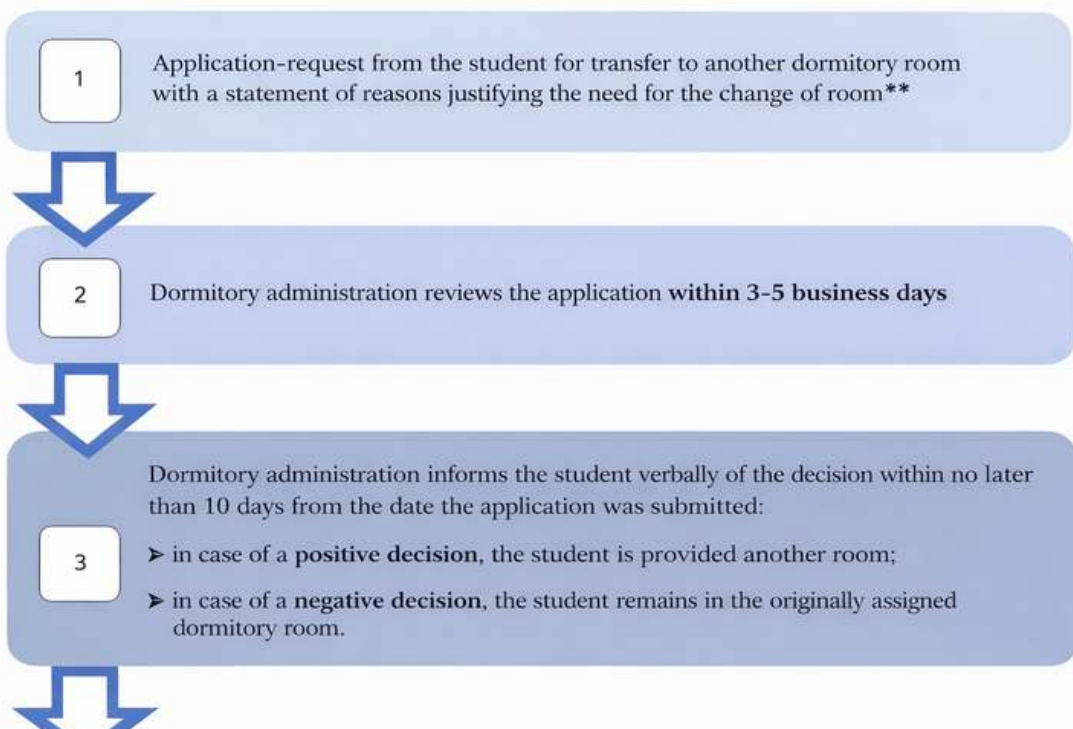 1
Application-request from the student for transfer to another dormitory room
with a statement of reasons justifying the need for the change of room**
2
Dormitory administration reviews the application within 3-5 business days
Dormitory administration informs the student verbally of the decision within no later
than 10 days from the date the application was submitted:
3
➤ in case of a positive decision, the student is provided another room;
➤ in case of a negative decision, the student remains in the originally assigned
dormitory room.